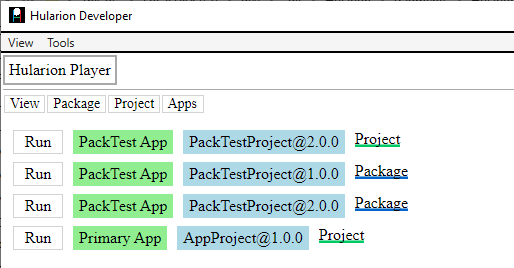 Hularion Developer
View Tools
Hularion Player
View Package Project Apps
Run PackTest App PackTestProject@2.0.0 Project
Run PackTest App PackTestProject@1.0.0 Package
Run PackTest App PackTestProject@2.0.0 Package
Run Primary App AppProject@1.0.0 Project